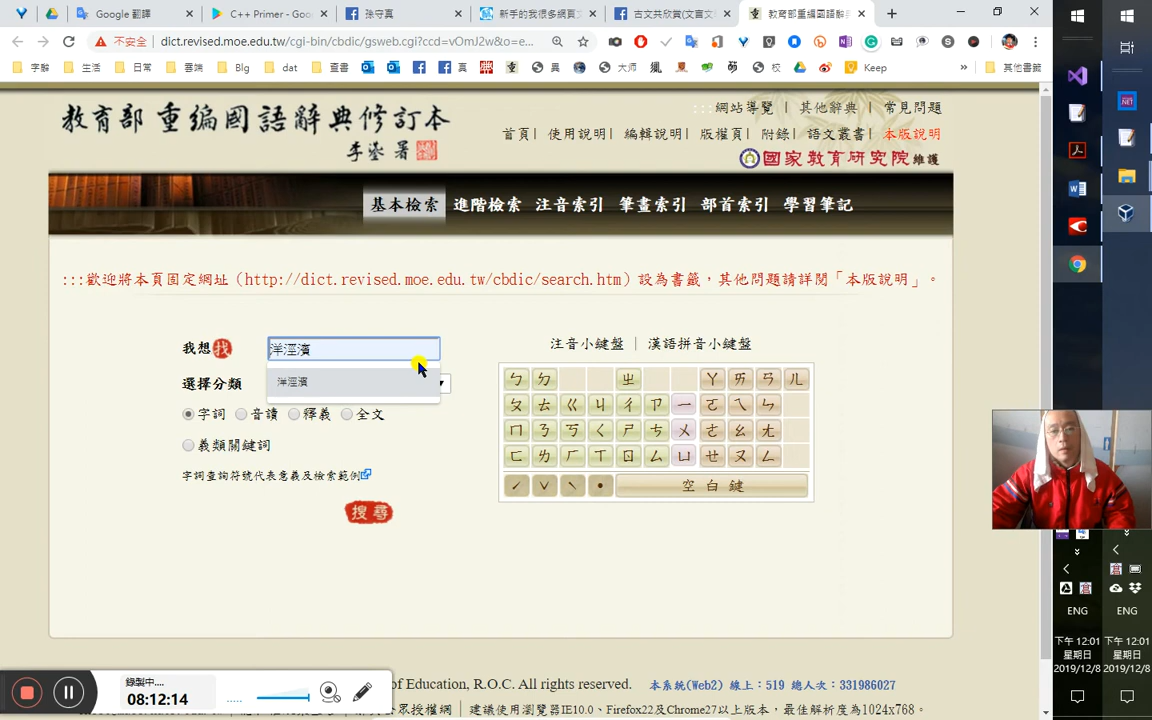 Google 翻譯
C++ Primer - Goo
孫守真
新手的我很多網頁
古文共欣賞(文言文
教育部重編國語辭典
不安全 dict.revised.moe.edu.tw/cgi-bin/cbdic/gsweb.cgi?ccd=vOmJ2w&o=e...
字辭 生活 日常 雲端 Blg dat 查書 真 異 大师 校 Keep » 其他書籤
教育部 重編國語辭典修訂本
李鍌署
:::網站導覽 | 其他辭典 | 常見問題
首頁| 使用說明| 編輯說明| 版權頁| 附錄| 語文叢書| 本版說明
國家教育研究院維護
基本檢索 進階檢索 注音索引 筆畫索引 部首索引 學習筆記
:::歡迎將本頁固定網址（http://dict.revised.moe.edu.tw/cbdic/search.htm）設為書籤，其他問題請詳閱「本版說明」。
我想找 洋涇濱
注音小鍵盤 | 漢語拼音小鍵盤
選擇分類
洋涇濱
字詞 音讀 釋義 全文
義類關鍵詞
字詞查詢符號代表意義及檢索範例
搜尋
ㄅ ㄉ ㄓ ㄚ ㄞ ㄢ ㄦ
ㄆ ㄊ ㄍ ㄐ ㄔ ㄗ ㄧ ㄛ ㄟ ㄣ
ㄇ ㄋ ㄎ ㄑ ㄕ ㄘ ㄨ ㄜ ㄠ ㄤ
ㄈ ㄌ ㄏ ㄒ ㄖ ㄙ ㄩ ㄝ ㄡ ㄥ
ˊ ˇ ˋ ˙ 空白鍵
of Education, R.O.C. All rights reserved. 本系統(Web2) 線上：519 總人次：331986027
建議使用瀏覽器IE10.0、Firefox22及Chrome27以上版本，最佳解析度為1024x768。
錄製中....
08:12:14
.NET
ENG
下午 12:01
星期日
2019/12/8
ENG
下午 12:01
星期日
2019/12/8